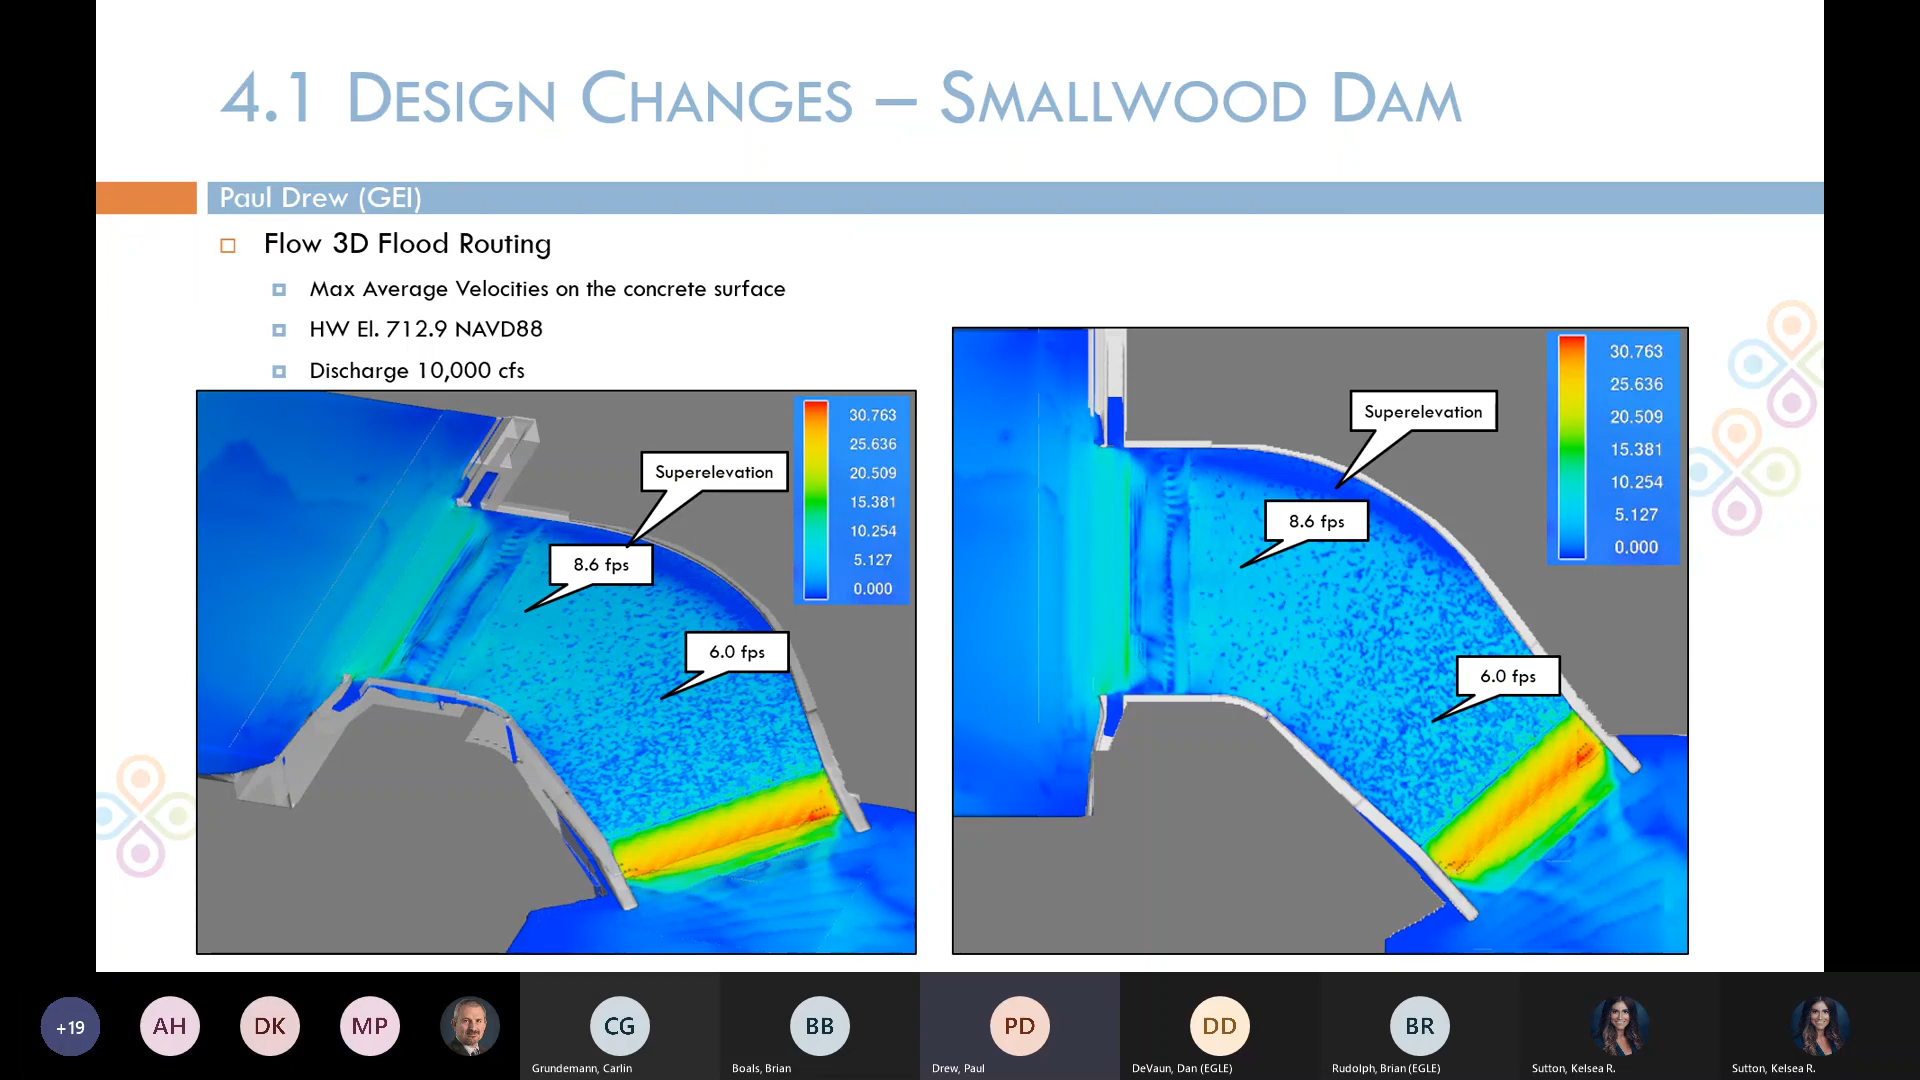 4.1 DESIGN CHANGES – SMALLWOOD DAM
Paul Drew (GEI)
Flow 3D Flood Routing
Max Average Velocities on the concrete surface
HW El. 712.9 NAVD88
Discharge 10,000 cfs
30.763
25.636
20.509
15.381
10.254
5.127
0.000
Superelevation
8.6 fps
6.0 fps
30.763
25.636
20.509
15.381
10.254
5.127
0.000
Superelevation
8.6 fps
6.0 fps
+19
AH
DK
MP
CG
Grundemann, Carlin
BB
Boals, Brian
PD
Drew, Paul
DD
DeVaun, Dan (EGLE)
BR
Rudolph, Brian (EGLE)
Sutton, Kelsea R.
Sutton, Kelsea R.